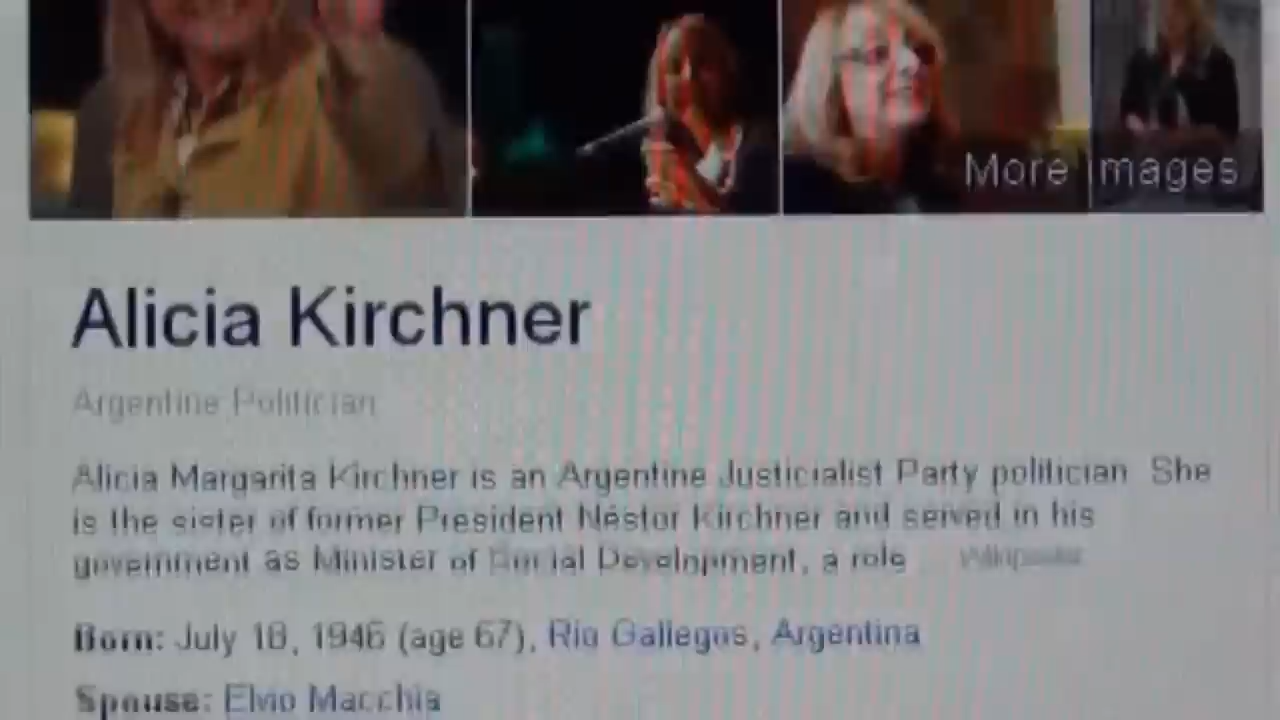 More images
Alicia Kirchner
Argentine Politician
Alicia Margarita Kirchner is an Argentine Justicialist Party politician. She
is the sister of former President Néstor Kirchner and served in his
government as Minister of Social Development, a role
Wikipedia
Born: July 18, 1946 (age 67), Río Gallegos, Argentina
Spouse: Elvio Macchia